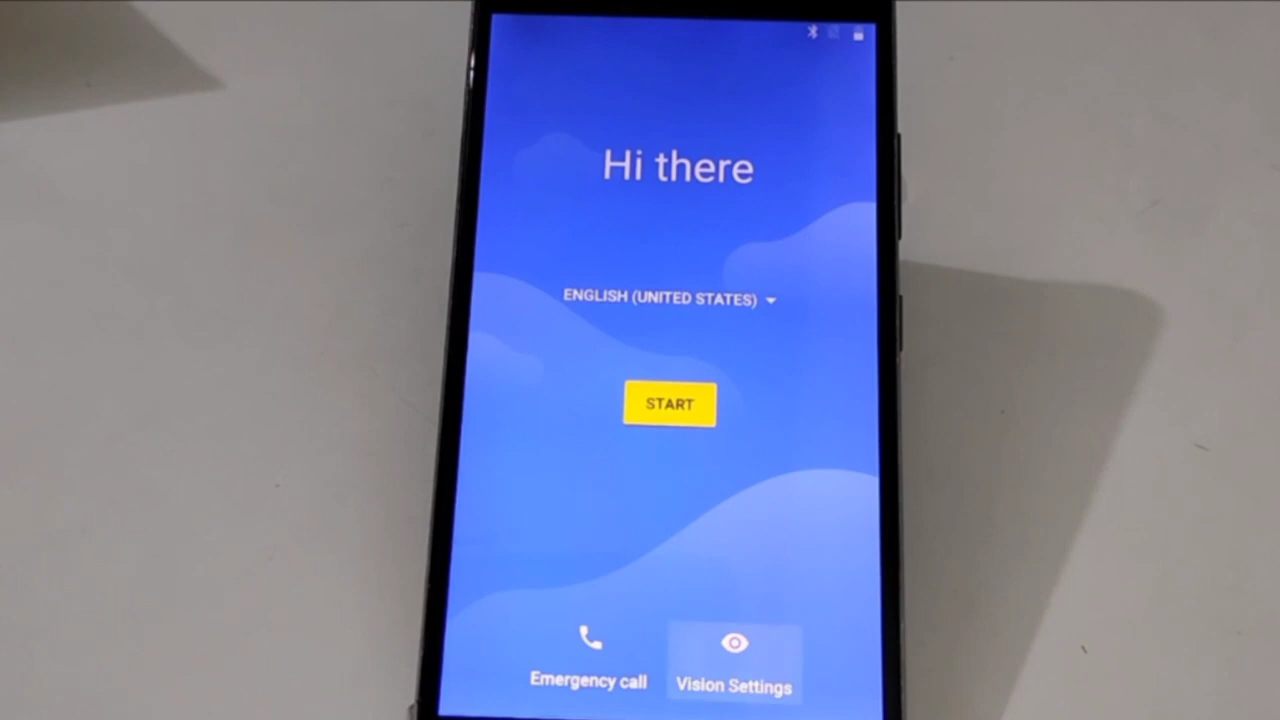 Hi there
ENGLISH (UNITED STATES)
START
Emergency call
Vision Settings